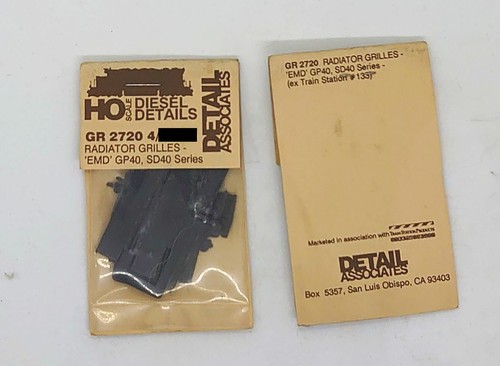 HO SCALE DIESEL DETAILS
DETAIL ASSOCIATES
GR 2720 4/
RADIATOR GRILLES -
'EMD' GP40, SD40 Series
GR 2720 RADIATOR GRILLES -
'EMD' GP40, SD40 Series -
(ex Train Station #133)
Marketed in association with
DETAIL
ASSOCIATES
Box 5357, San Luis Obispo, CA 93403